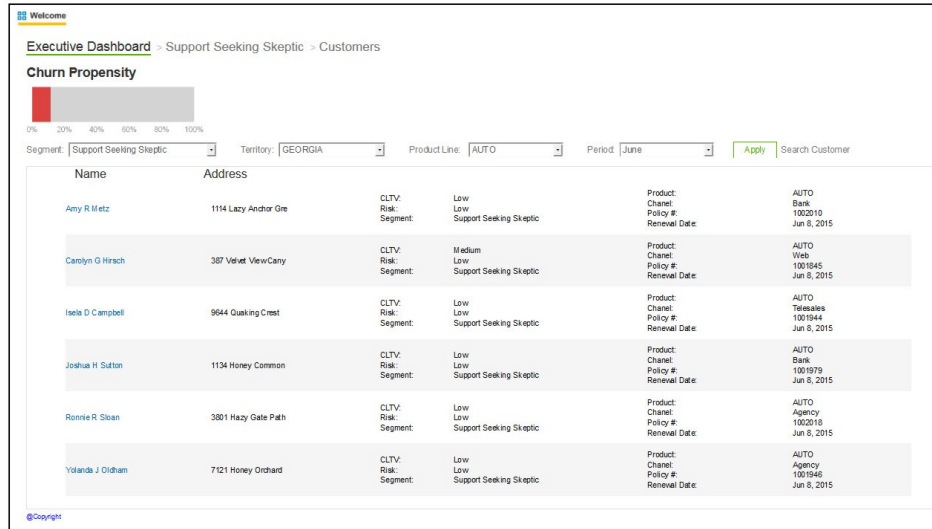 Welcome
Executive Dashboard > Support Seeking Skeptic > Customers
Churn Propensity
0% 20% 40% 60% 80% 100%
Segment: Support Seeking Skeptic Territory: GEORGIA Product Line: AUTO Period: June Apply Search Customer
Name Address
Amy R Metz 1114 Lazy Anchor Gre
CLTV: Low
Risk: Low
Segment: Support Seeking Skeptic
Product: AUTO
Chanel: Bank
Policy #: 1002010
Renewal Date: Jun 8, 2015
Carolyn G Hirsch 387 Velvet ViewCany
CLTV: Medium
Risk: Low
Segment: Support Seeking Skeptic
Product: AUTO
Chanel: Web
Policy #: 1001845
Renewal Date: Jun 8, 2015
Isela D Campbell 9644 Quaking Crest
CLTV: Low
Risk: Low
Segment: Support Seeking Skeptic
Product: AUTO
Chanel: Telesales
Policy #: 1001944
Renewal Date: Jun 8, 2015
Joshua H Sutton 1134 Honey Common
CLTV: Low
Risk: Low
Segment: Support Seeking Skeptic
Product: AUTO
Chanel: Bank
Policy #: 1001979
Renewal Date: Jun 8, 2015
Ronnie R Sloan 3801 Hazy Gate Path
CLTV: Low
Risk: Low
Segment: Support Seeking Skeptic
Product: AUTO
Chanel: Agency
Policy #: 1002018
Renewal Date: Jun 8, 2015
Yolanda J Oldham 7121 Honey Orchard
CLTV: Low
Risk: Low
Segment: Support Seeking Skeptic
Product: AUTO
Chanel: Agency
Policy #: 1001946
Renewal Date: Jun 8, 2015
@Copyright